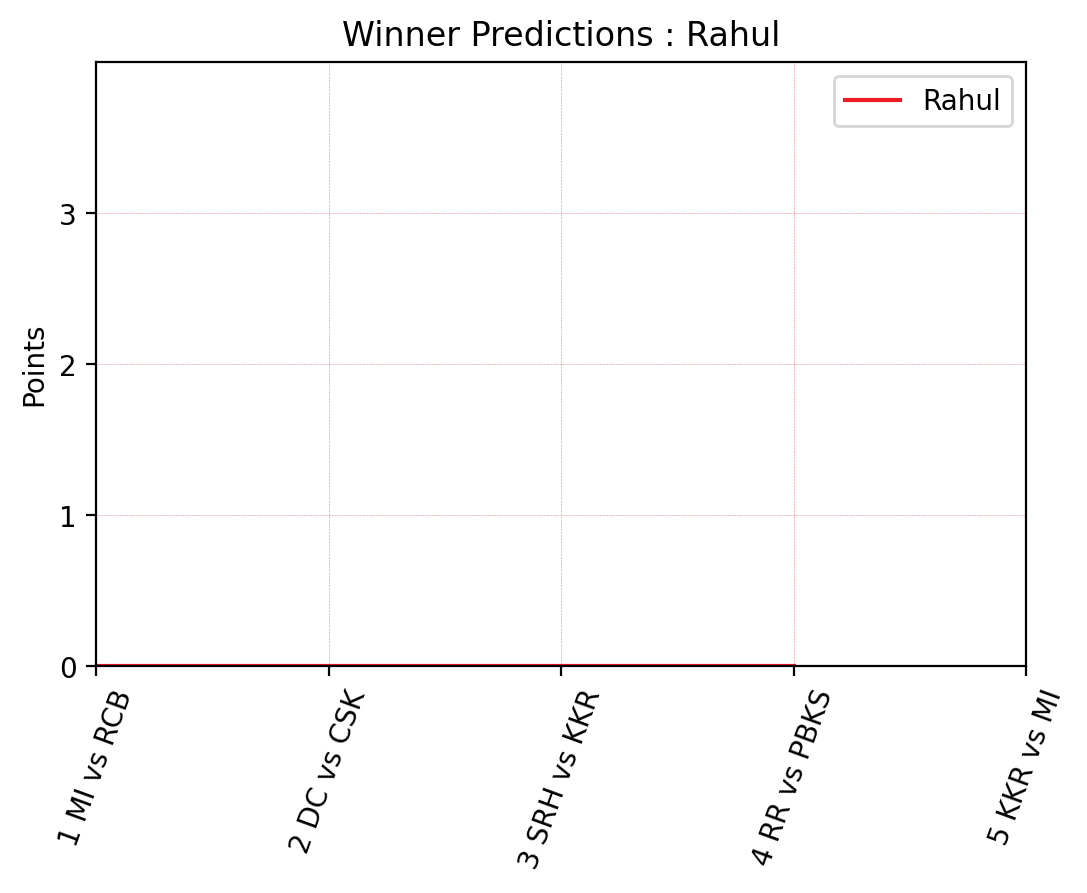 Winner Predictions : Rahul
Rahul
Points
3
2
1
0
1 MI vs RCB
2 DC vs CSK
3 SRH vs KKR
4 RR vs PBKS
5 KKR vs MI